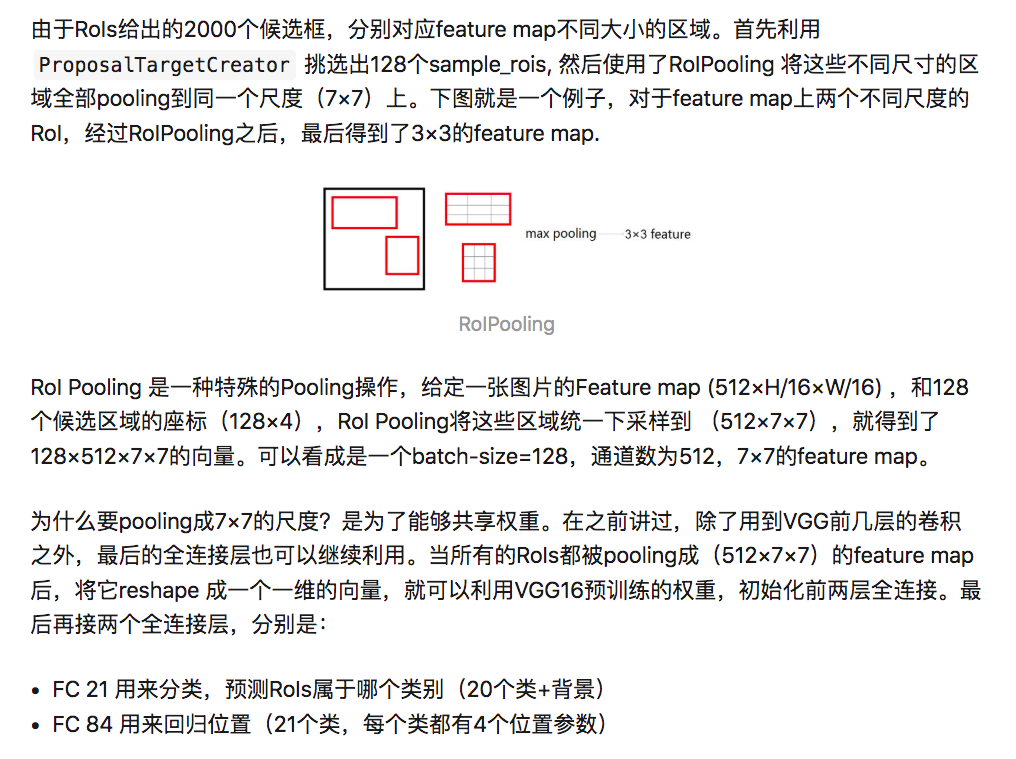 由于RoIs给出的2000个候选框，分别对应feature map不同大小的区域。首先利用
ProposalTargetCreator 挑选出128个sample_rois, 然后使用了RoIPooling 将这些不同尺寸的区
域全部pooling到同一个尺度（7×7）上。下图就是一个例子，对于feature map上两个不同尺度的
RoI，经过RoIPooling之后，最后得到了3×3的feature map.
max pooling
3×3 feature
RoIPooling
RoI Pooling 是一种特殊的Pooling操作，给定一张图片的Feature map (512×H/16×W/16) ，和128
个候选区域的座标（128×4），RoI Pooling将这些区域统一下采样到 （512×7×7），就得到了
128×512×7×7的向量。可以看成是一个batch-size=128，通道数为512，7×7的feature map。
为什么要pooling成7×7的尺度？是为了能够共享权重。在之前讲过，除了用到VGG前几层的卷积
之外，最后的全连接层也可以继续利用。当所有的RoIs都被pooling成（512×7×7）的feature map
后，将它reshape 成一个一维的向量，就可以利用VGG16预训练的权重，初始化前两层全连接。最
后再接两个全连接层，分别是：
• FC 21 用来分类，预测RoIs属于哪个类别（20个类+背景）
• FC 84 用来回归位置（21个类，每个类都有4个位置参数）